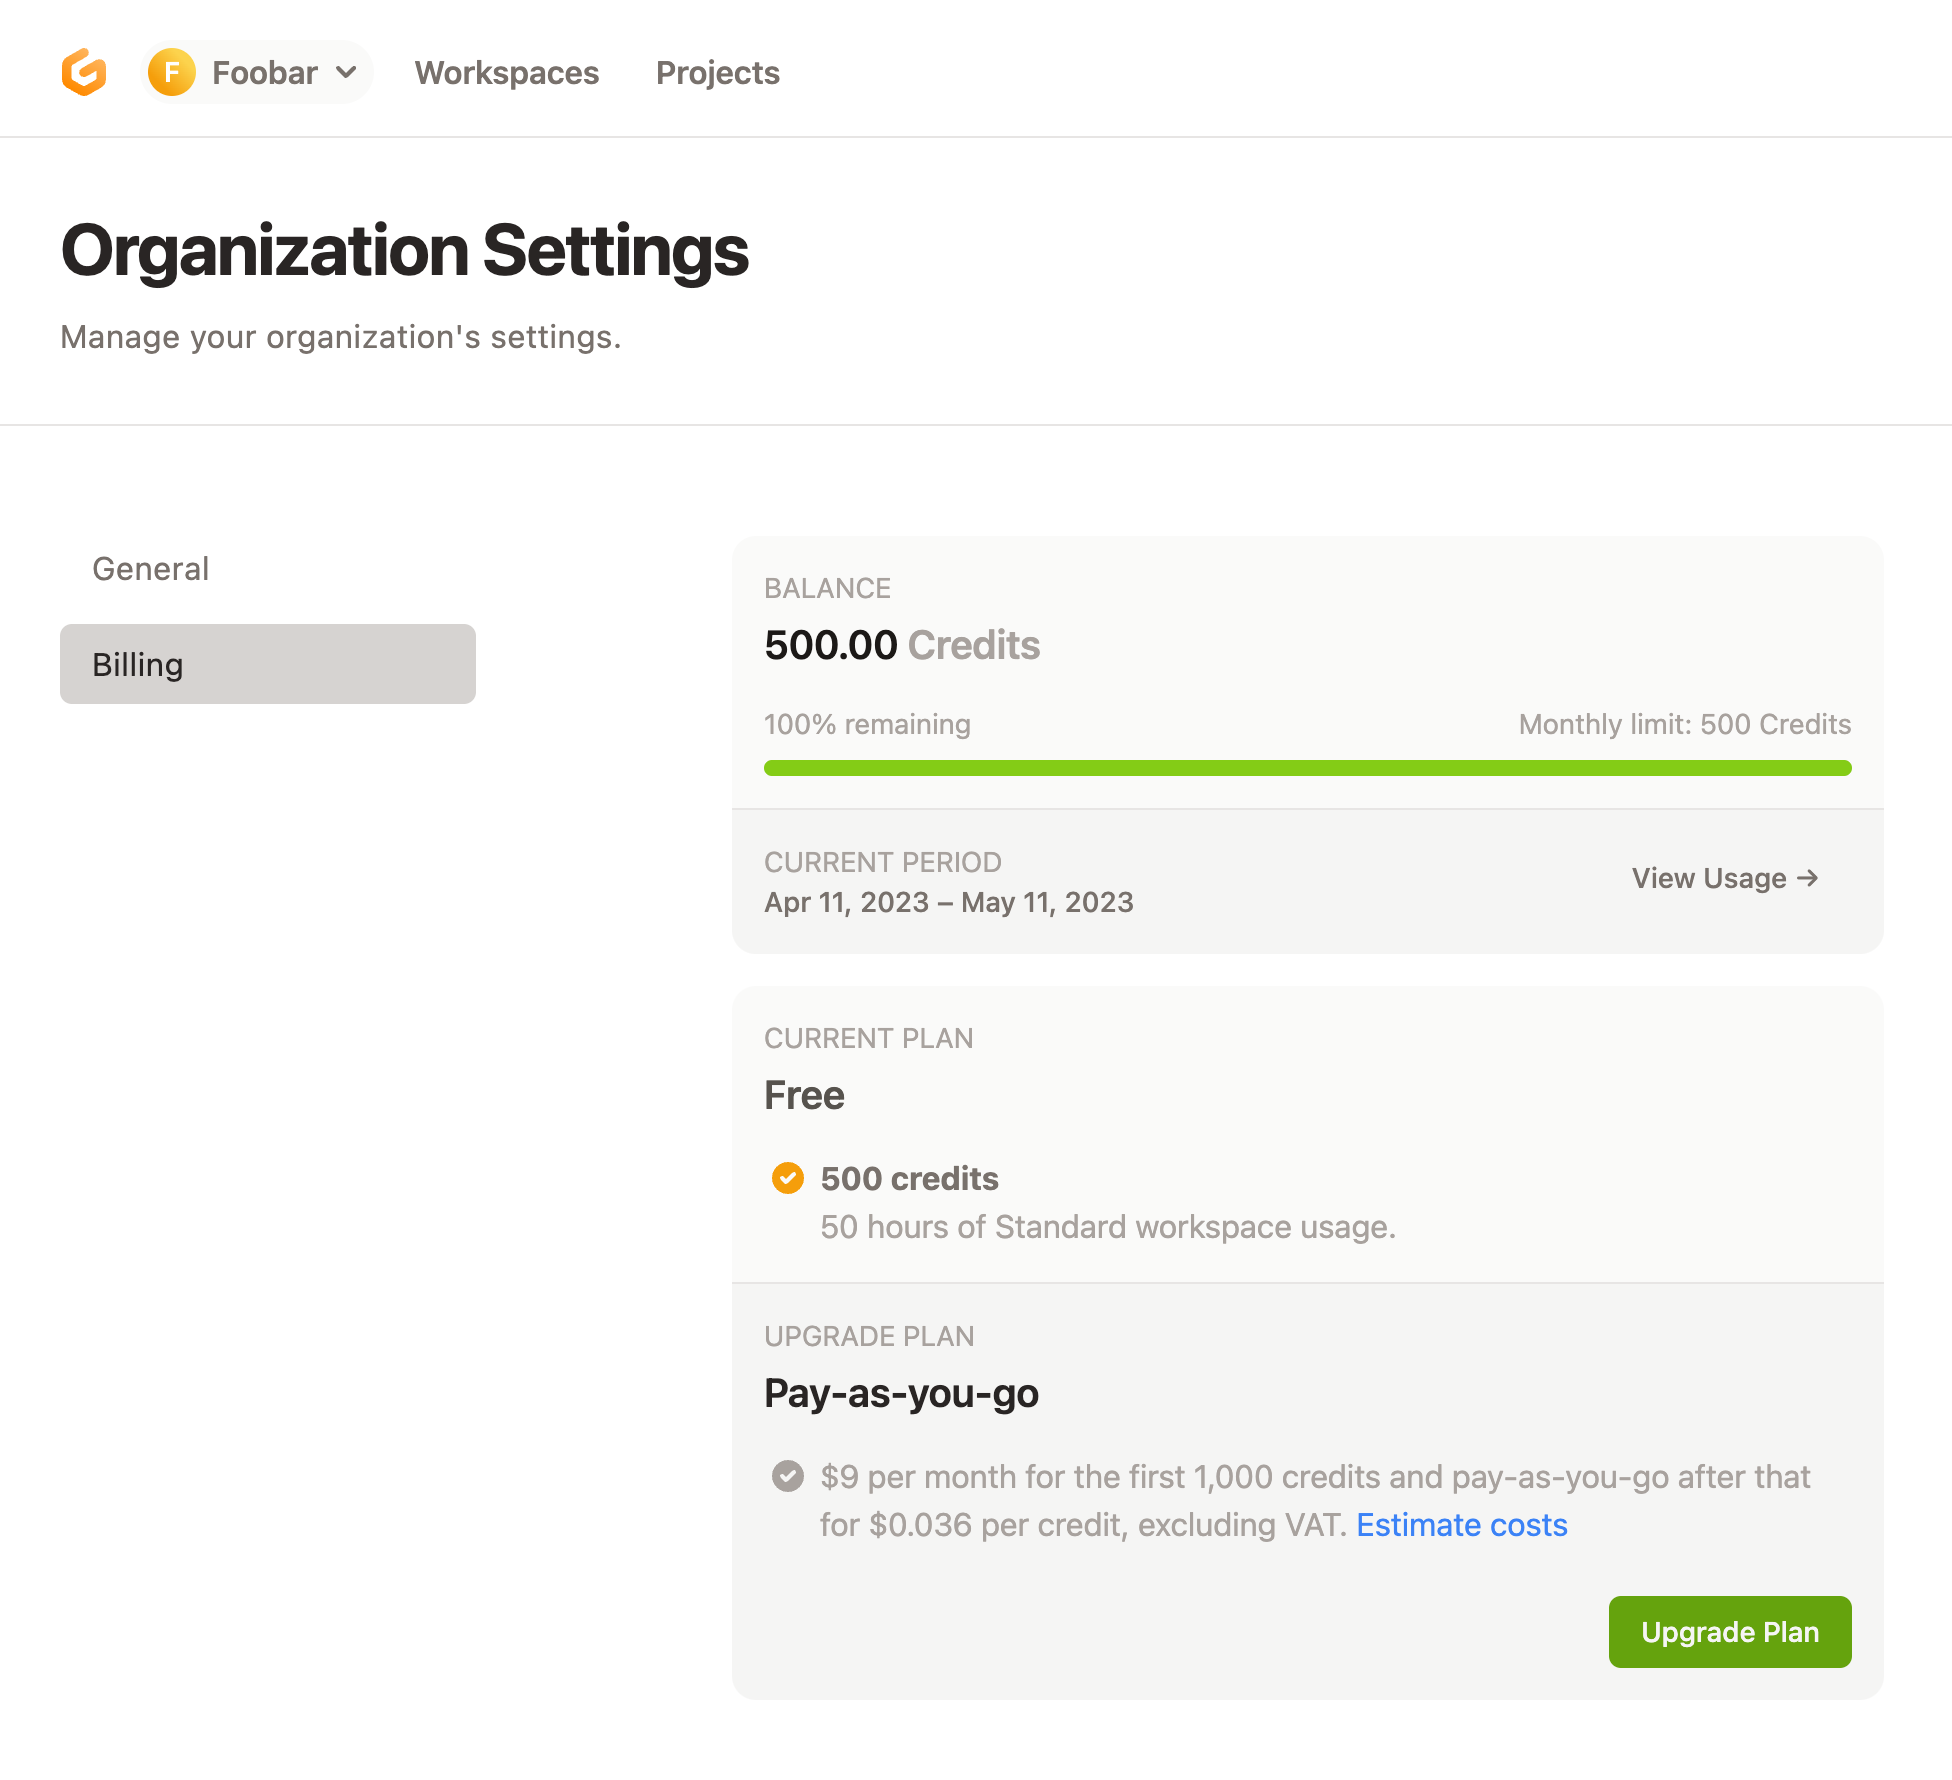 F Foobar Workspaces Projects
Organization Settings
Manage your organization's settings.
General
Billing
BALANCE
500.00 Credits
100% remaining Monthly limit: 500 Credits
CURRENT PERIOD
Apr 11, 2023 – May 11, 2023
View Usage →
CURRENT PLAN
Free
500 credits
50 hours of Standard workspace usage.
UPGRADE PLAN
Pay-as-you-go
$9 per month for the first 1,000 credits and pay-as-you-go after that
for $0.036 per credit, excluding VAT. Estimate costs
Upgrade Plan